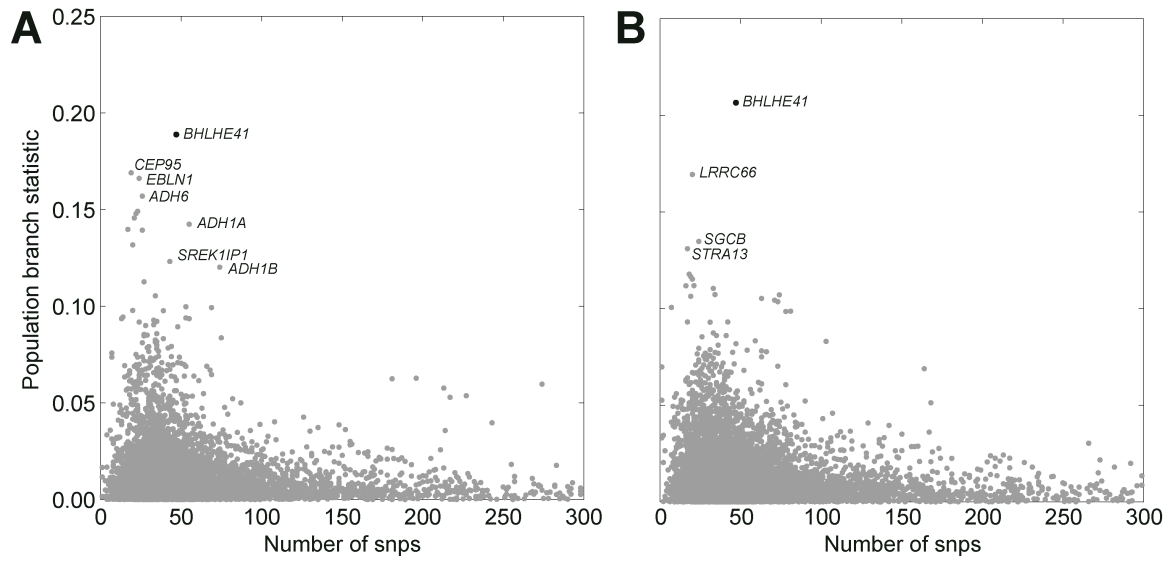 A
B
Population branch statistic
0.25
0.20
0.15
0.10
0.05
0.00
BHLHE41
CEP95
EBLN1
ADH6
ADH1A
SREK1IP1
ADH1B
0
50
100
150
200
250
300
Number of snps
BHLHE41
LRRC66
SGCB
STRA13
0
50
100
150
200
250
300
Number of snps